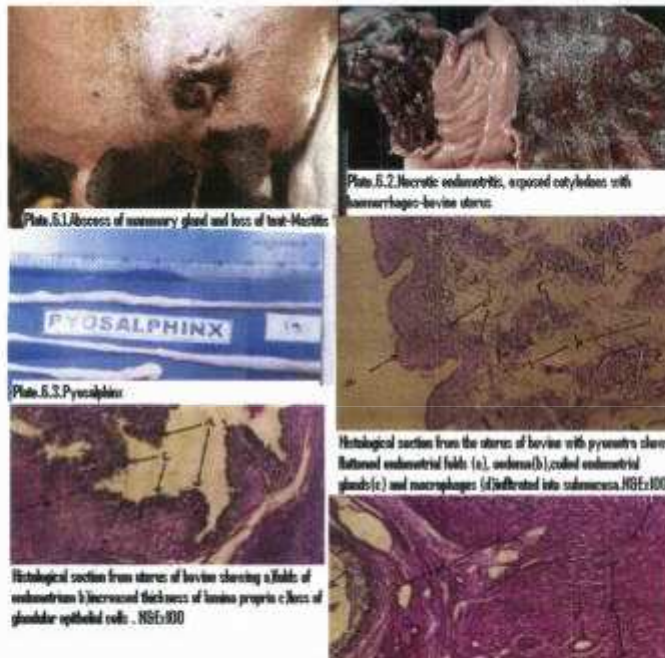 Plate.6.1.Abscess of mammary gland and loss of teat-Mastitis
Plate.6.2.Necrotic endometritis, exposed cotyledons with
haemorrhages-bovine uterus
PYOSALPHINX
19
Plate.6.3.Pyosalphinx
Histological section from the uterus of bovine with pyometra shows
flattened endometrial folds (a), oedema(b),coiled endometrial
glands(c) and macrophages (d)infiltrated into submucosa.H&Ex100
Histological section from uterus of bovine showing a)folds of
endometrium b)increased thickness of lamina propria c)loss of
glandular epithelial cells . H&Ex100